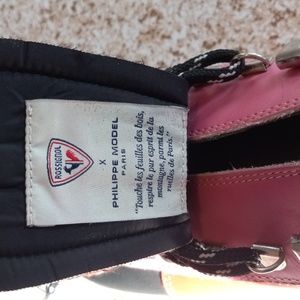 ROSSIGNOL
X
PHILIPPE MODEL
PARIS
"Touche les feuilles des bois,
respire le pur esprit de la
montagne, parmi les
ruelles de Paris."